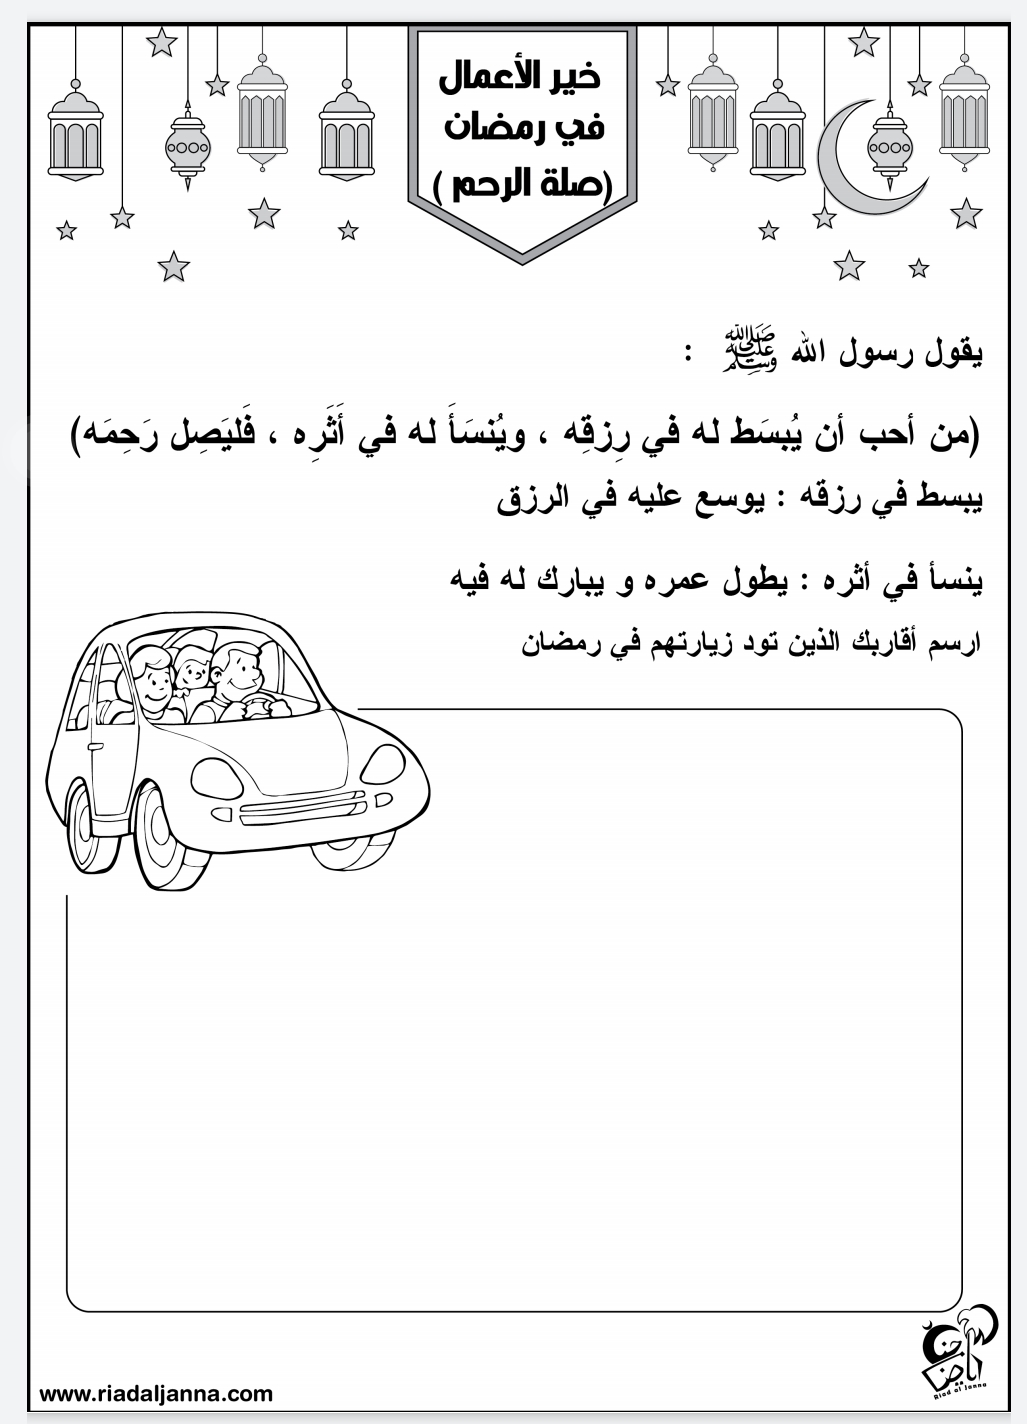 خير الأعمال
في رمضان
(صلة الرحم )
يقول رسول الله ﷺ :
(من أحب أن يُبسَط له في رِزقِه ، ويُنسَأَ له في أَثَرِه ، فَليَصِل رَحِمَه)
يبسط في رزقه : يوسع عليه في الرزق
ينسأ في أثره : يطول عمره و يبارك له فيه
ارسم أقاربك الذين تود زيارتهم في رمضان
رياض جنة
Riad al Janna
www.riadaljanna.com